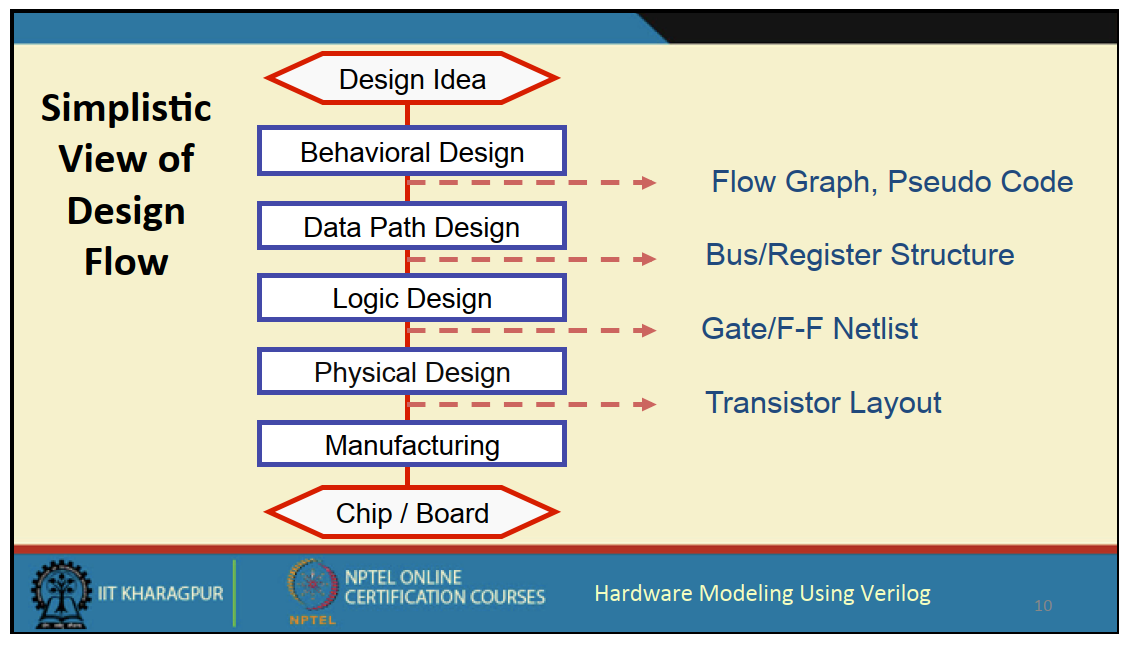 Simplistic
View of
Design
Flow
Design Idea
Behavioral Design
Flow Graph, Pseudo Code
Data Path Design
Bus/Register Structure
Logic Design
Gate/F-F Netlist
Physical Design
Transistor Layout
Manufacturing
Chip / Board
IIT KHARAGPUR
NPTEL
NPTEL ONLINE
CERTIFICATION COURSES
Hardware Modeling Using Verilog
10